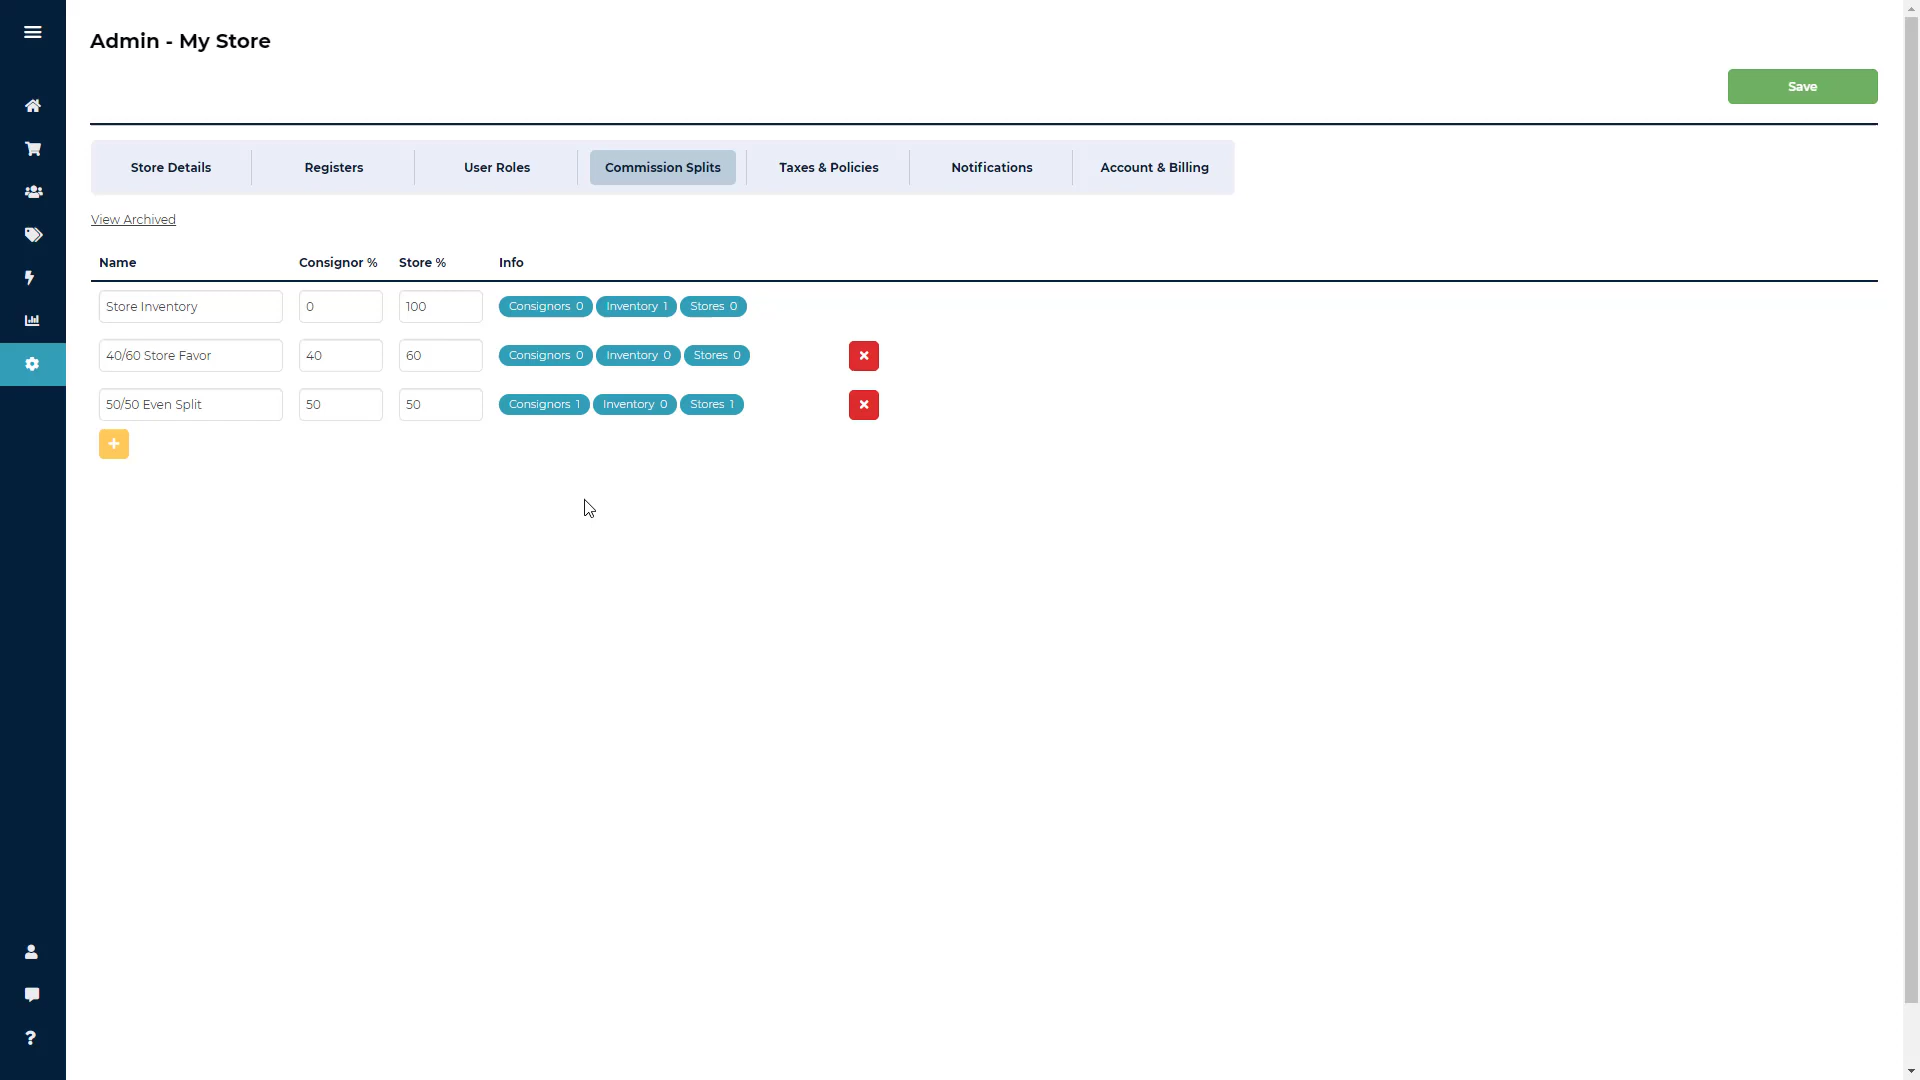 Admin - My Store
Save
Store Details Registers User Roles Commission Splits Taxes & Policies Notifications Account & Billing
View Archived
Name Consignor % Store % Info
Store Inventory 0 100 Consignors 0 Inventory 1 Stores 0
40/60 Store Favor 40 60 Consignors 0 Inventory 0 Stores 0
50/50 Even Split 50 50 Consignors 1 Inventory 0 Stores 1